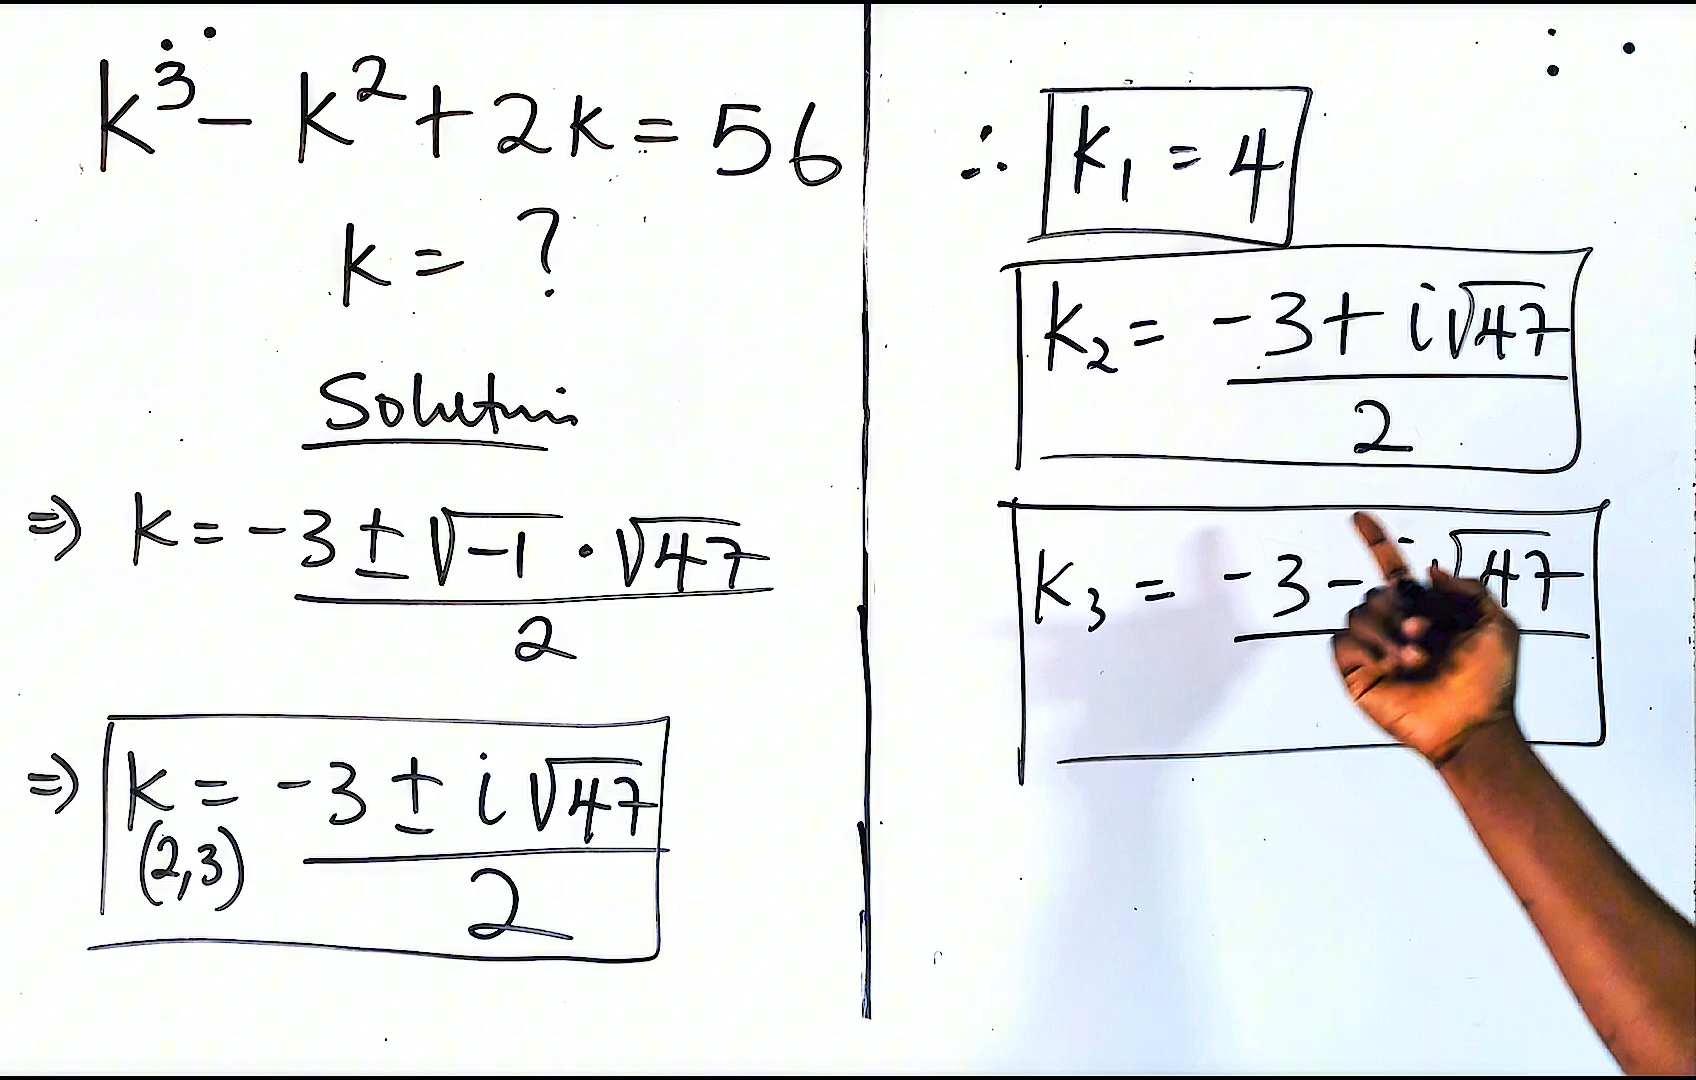 k³ - k² + 2k = 56
k = ?
Solution
⇒ k = -3 ± √-1 · √47
2
⇒ k = -3 ± i √47
(2,3)
2
∴ k₁ = 4
k₂ = -3 + i√47
2
k₃ = -3 - √47